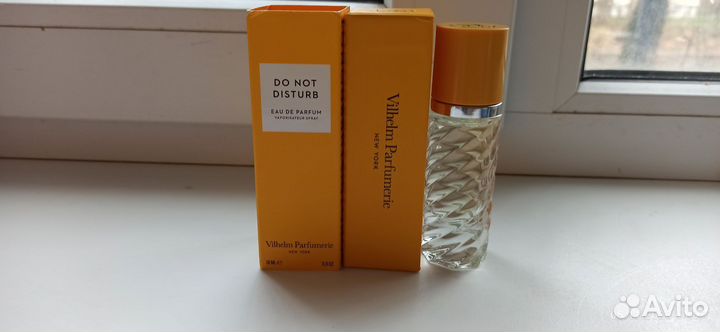 DO NOT
DISTURB
EAU DE PARFUM
VAPORISATEUR SPRAY
Vilhelm Parfumerie
NEW YORK
Vilhelm Parfumerie
NEW YORK
Avito